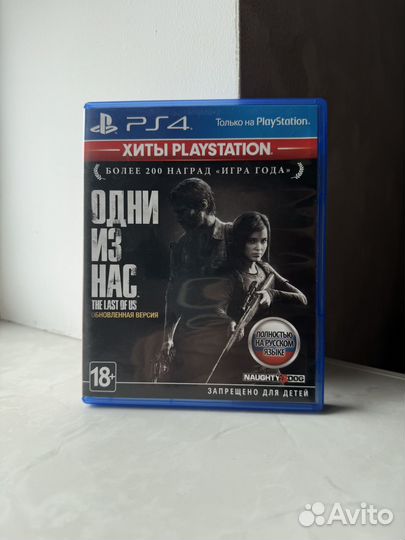 PS4
Только на PlayStation®
ХИТЫ PLAYSTATION™
БОЛЕЕ 200 НАГРАД «ИГРА ГОДА»
ОДНИ
ИЗ
НАС
THE LAST OF US
ОБНОВЛЕННАЯ ВЕРСИЯ
ПОЛНОСТЬЮ
НА РУССКОМ
ЯЗЫКЕ
18+
NAUGHTY DOG
ЗАПРЕЩЕНО ДЛЯ ДЕТЕЙ
Avito